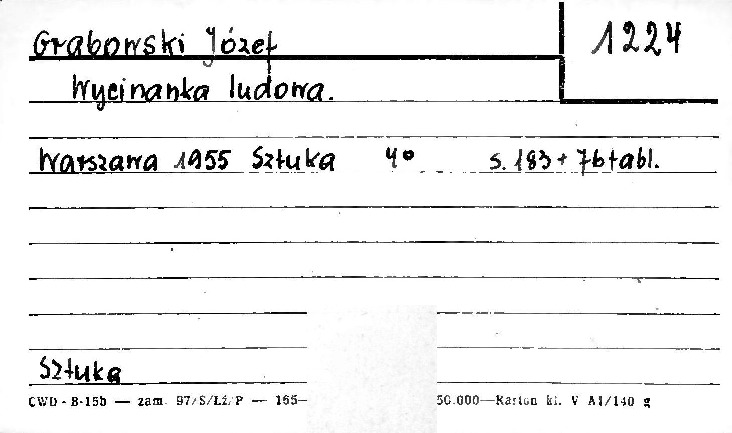 Grabowski Józef
1224
Wycinanka ludowa.
Warszawa 1955 Sztuka 4° s. 183 + 76 tabl.
Sztuka
CWD - B-15b — zam. 97/S/Łź/P — 165— 50.000—Karton kl. V A1/140 g